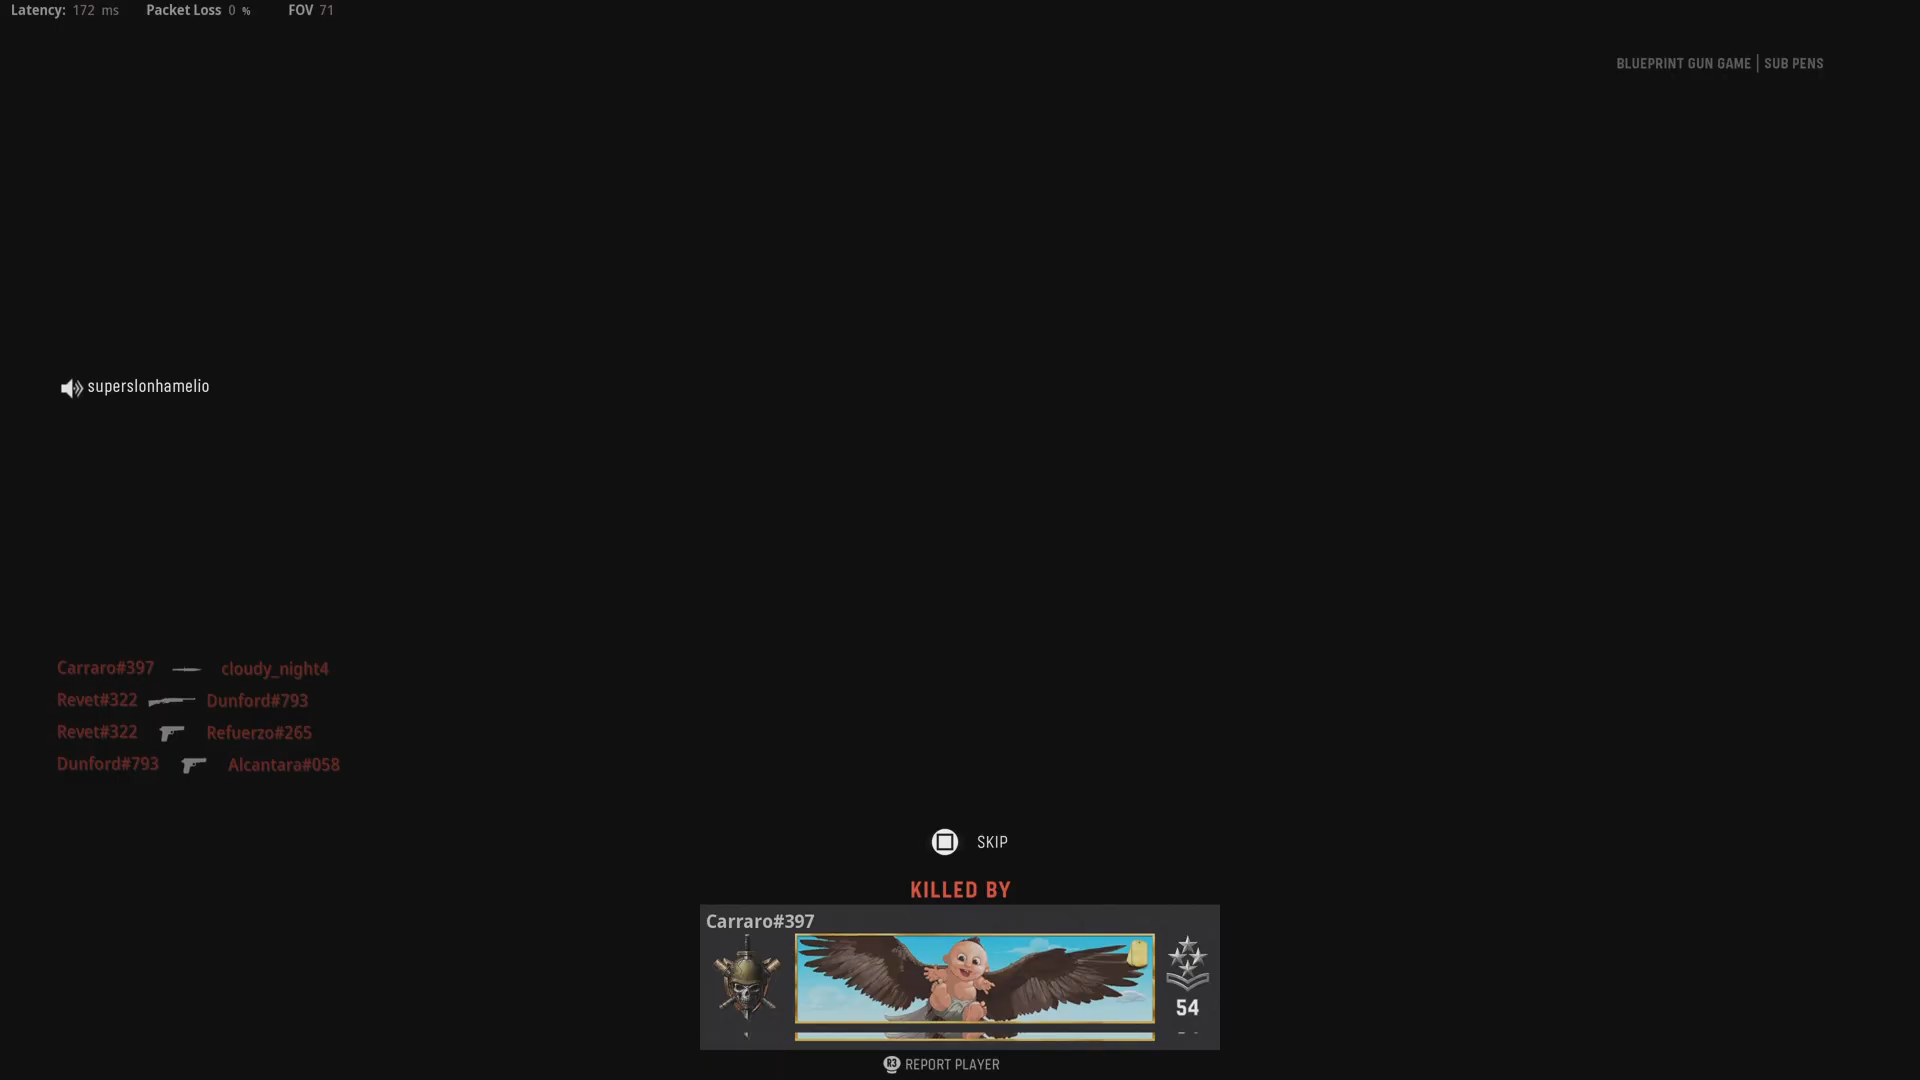 Latency: 172 ms Packet Loss 0 % FOV 71
BLUEPRINT GUN GAME | SUB PENS
superslonhamelio
Carraro#397 cloudy_night4
Revet#322 Dunford#793
Revet#322 Refuerzo#265
Dunford#793 Alcantara#058
SKIP
KILLED BY
Carraro#397
54
R3 REPORT PLAYER